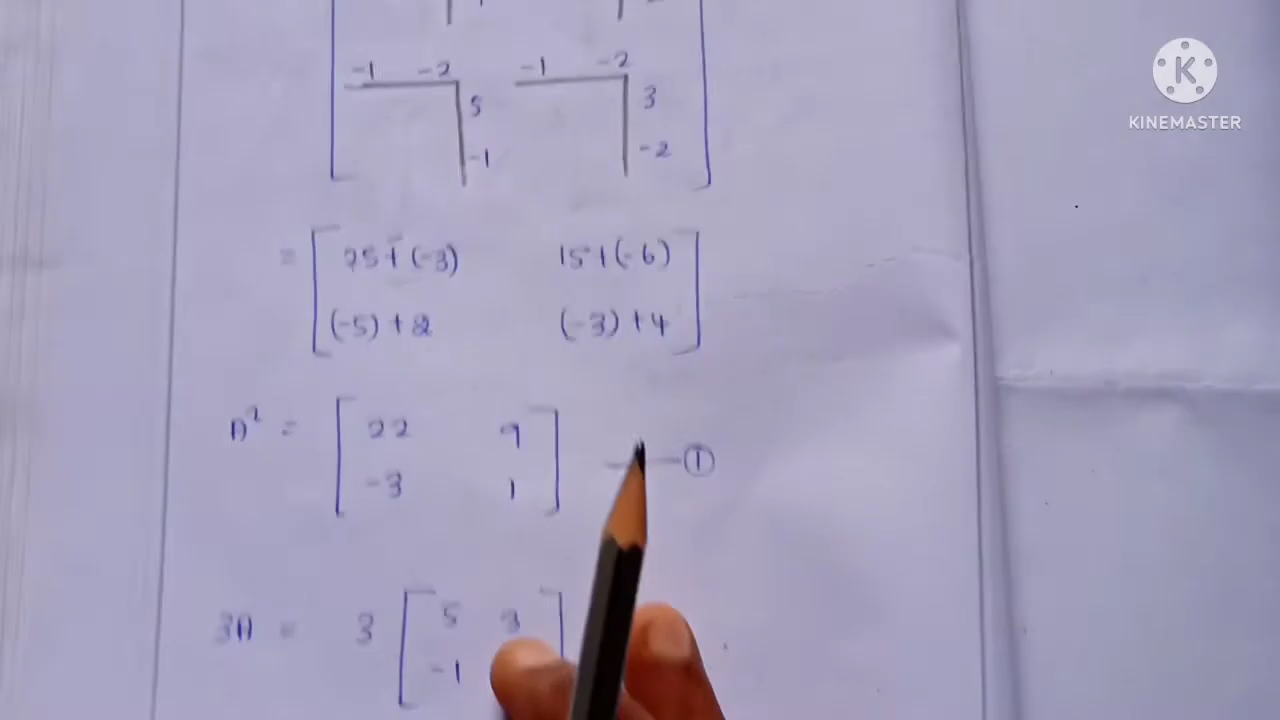 -1 -2 -1 -2
5 3
-1 -2
= 25+(-3) 15+(-6)
(-5)+2 (-3)+4
A² = 22 9
-3 1 ①
3A = 3 5 3
-1
K
KINEMASTER